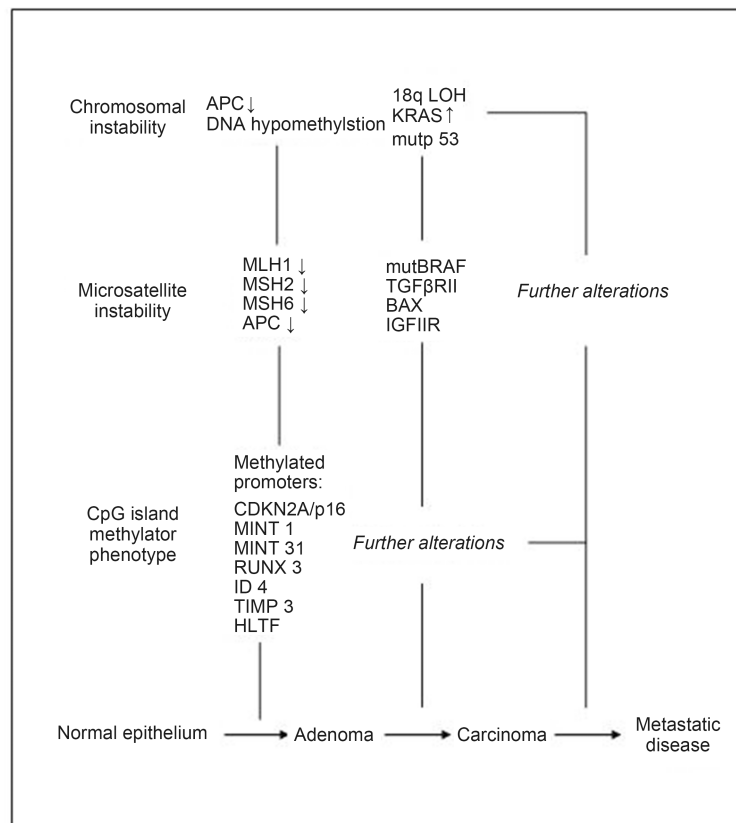 Chromosomal
instability
APC↓
DNA hypomethylstion
18q LOH
KRAS↑
mutp 53
Microsatellite
instability
MLH1 ↓
MSH2 ↓
MSH6 ↓
APC ↓
mutBRAF
TGFβRII
BAX
IGFIIR
Further alterations
CpG island
methylator
phenotype
Methylated
promoters:
CDKN2A/p16
MINT 1
MINT 31
RUNX 3
ID 4
TIMP 3
HLTF
Further alterations
Normal epithelium
Adenoma
Carcinoma
Metastatic
disease